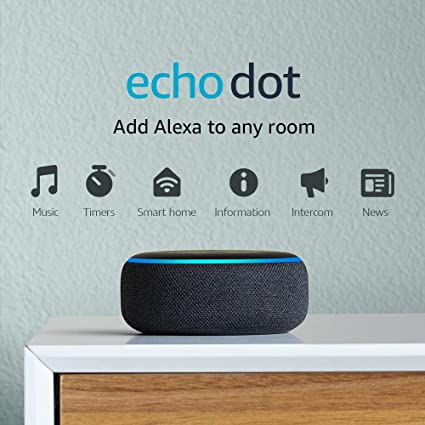 echo dot
Add Alexa to any room
Music Timers Smart home Information Intercom News